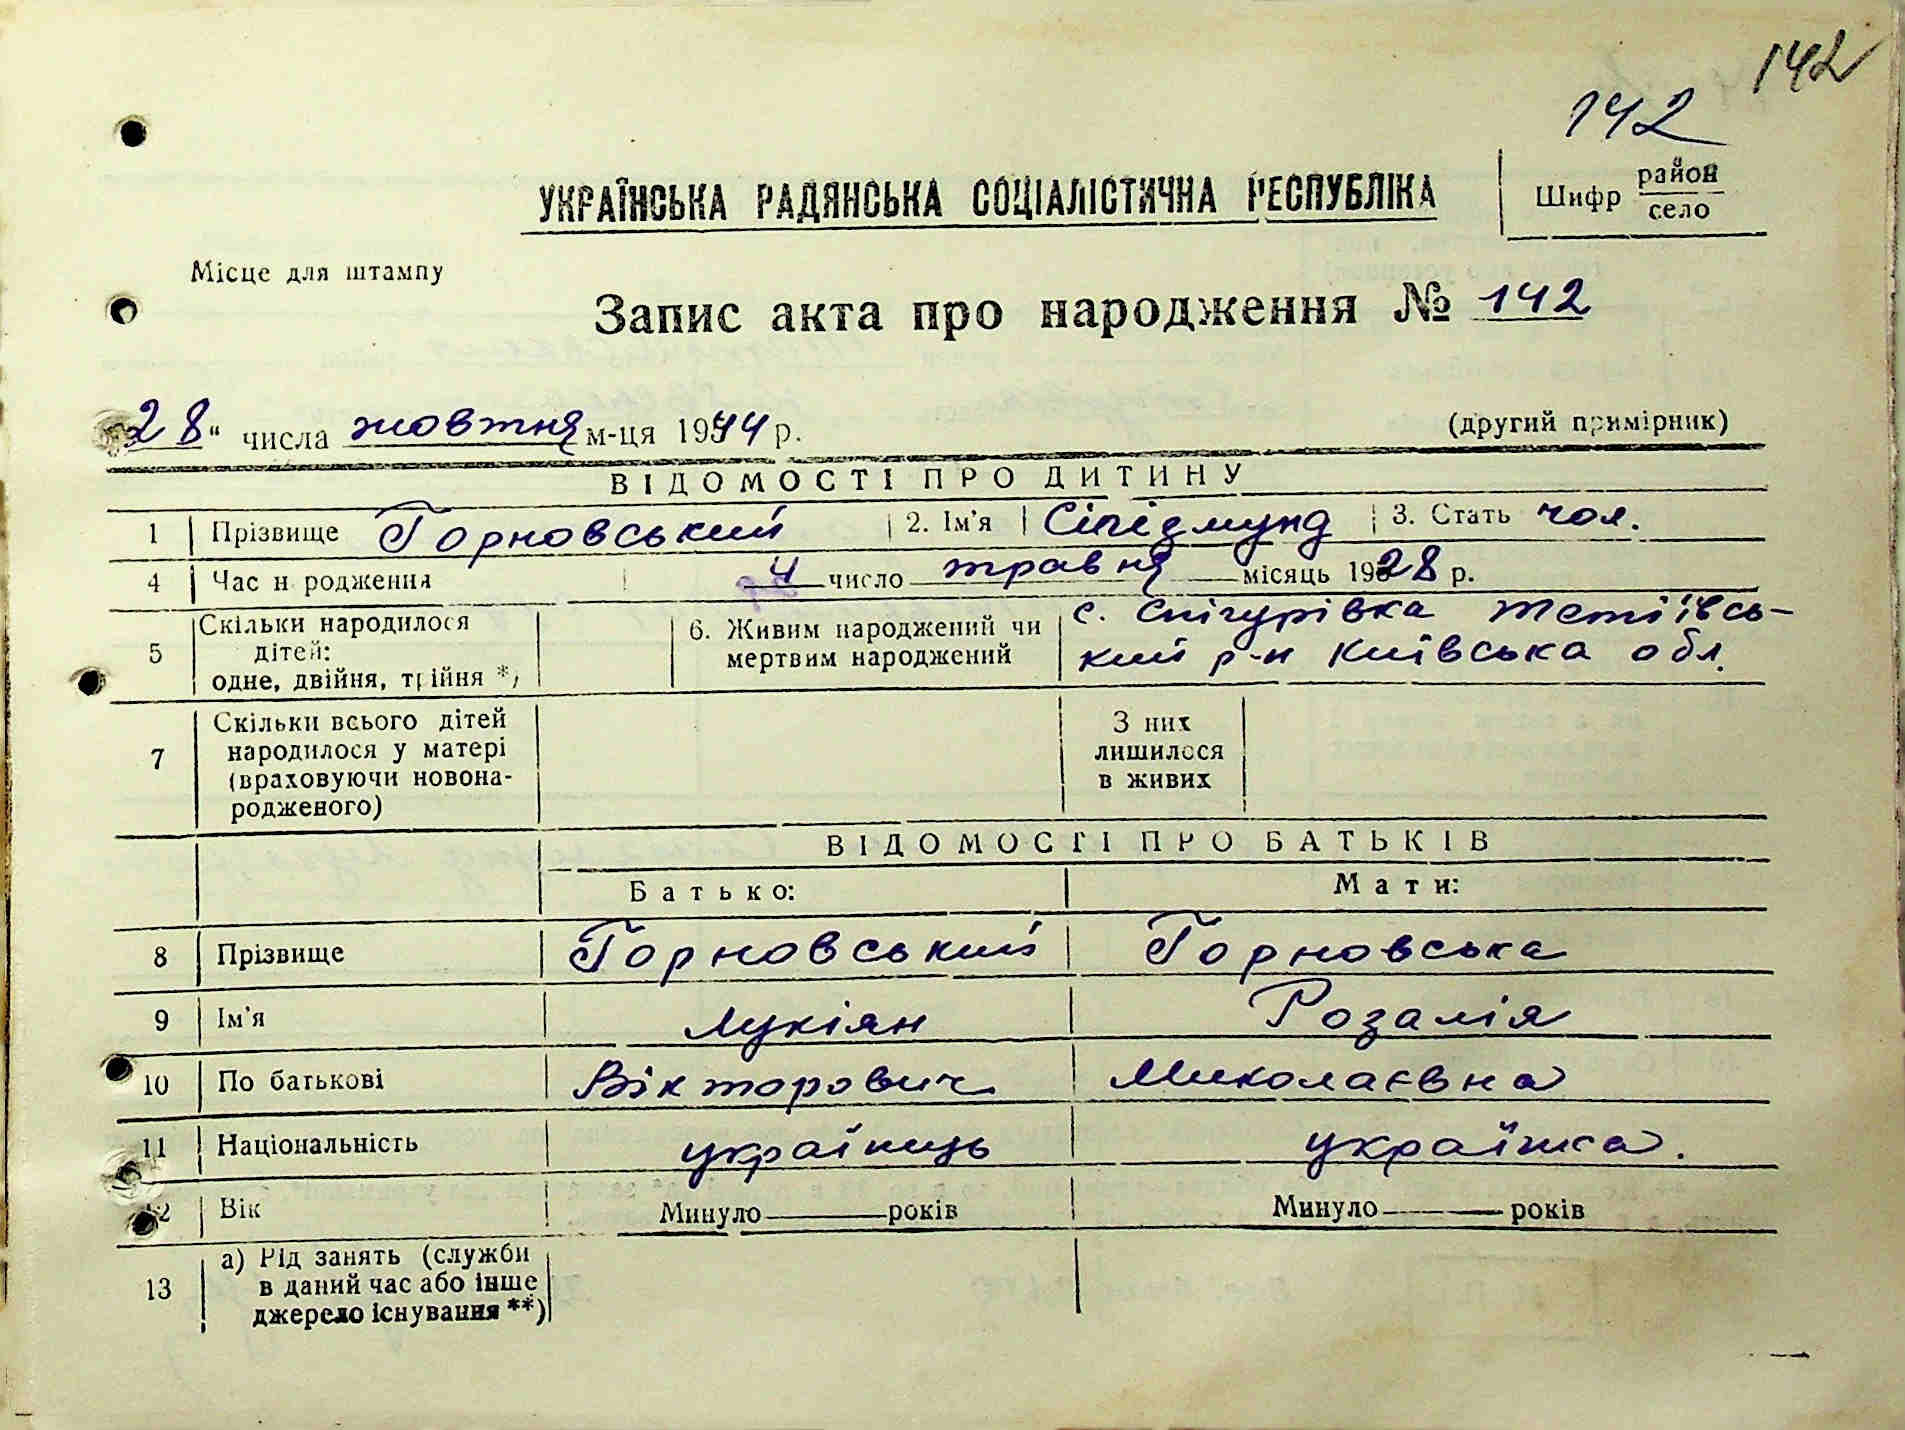 142
142
УКРАЇНСЬКА РАДЯНСЬКА СОЦІАЛІСТИЧНА РЕСПУБЛІКА
Шифр район
село
Місце для штампу
Запис акта про народження № 142
28" числа жовтня м-ця 1974 р.
(другий примірник)
ВІДОМОСТІ ПРО ДИТИНУ
1 Прізвище Горновський 2. Ім'я Сігізмунд 3. Стать чол.
4 Час народження 4 число травня місяць 1928 р.
5 Скільки народилося дітей: одне, двійня, трійня *)
6. Живим народжений чи мертвим народжений
с. Снігурівка Тетіївсь-
кий р-н Київська обл.
7 Скільки всього дітей народилося у матері (враховуючи новонародженого)
З них лишилося в живих
ВІДОМОСТІ ПРО БАТЬКІВ
Батько: Мати:
8 Прізвище Горновський Горновська
9 Ім'я Лукіян Розалія
10 По батькові Вікторович Миколаєвна
11 Національність українець українка.
12 Вік Минуло років Минуло років
13 а) Рід занять (служби
в даний час або інше
джерело існування **)